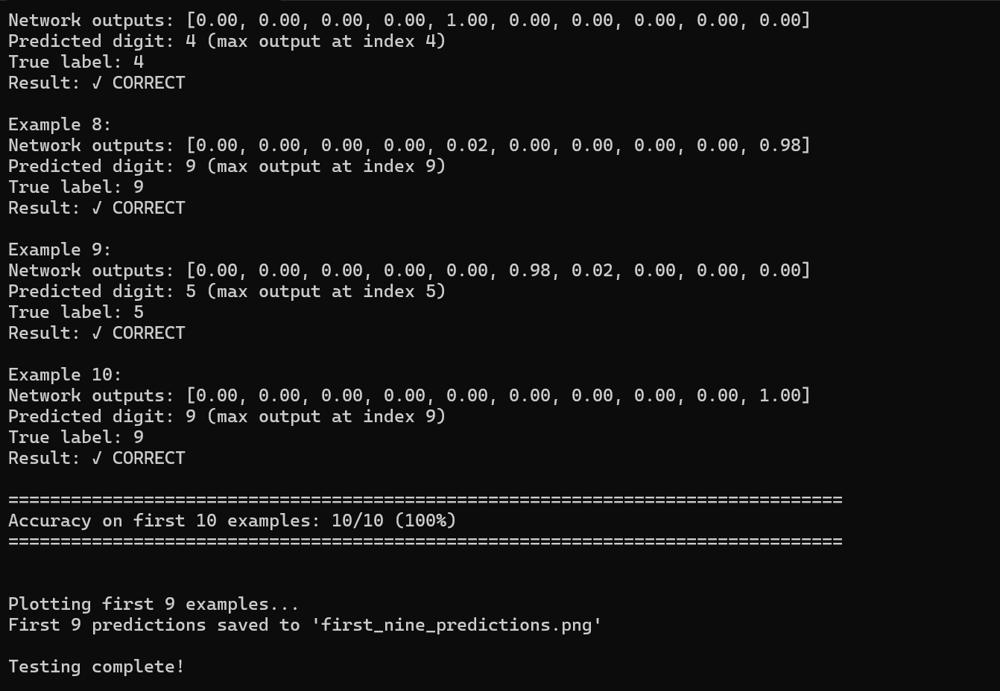 Network outputs: [0.00, 0.00, 0.00, 0.00, 1.00, 0.00, 0.00, 0.00, 0.00, 0.00]
Predicted digit: 4 (max output at index 4)
True label: 4
Result: √ CORRECT

Example 8:
Network outputs: [0.00, 0.00, 0.00, 0.00, 0.02, 0.00, 0.00, 0.00, 0.00, 0.98]
Predicted digit: 9 (max output at index 9)
True label: 9
Result: √ CORRECT

Example 9:
Network outputs: [0.00, 0.00, 0.00, 0.00, 0.00, 0.98, 0.02, 0.00, 0.00, 0.00]
Predicted digit: 5 (max output at index 5)
True label: 5
Result: √ CORRECT

Example 10:
Network outputs: [0.00, 0.00, 0.00, 0.00, 0.00, 0.00, 0.00, 0.00, 0.00, 1.00]
Predicted digit: 9 (max output at index 9)
True label: 9
Result: √ CORRECT

================================================================================
Accuracy on first 10 examples: 10/10 (100%)
================================================================================

Plotting first 9 examples...
First 9 predictions saved to 'first_nine_predictions.png'

Testing complete!